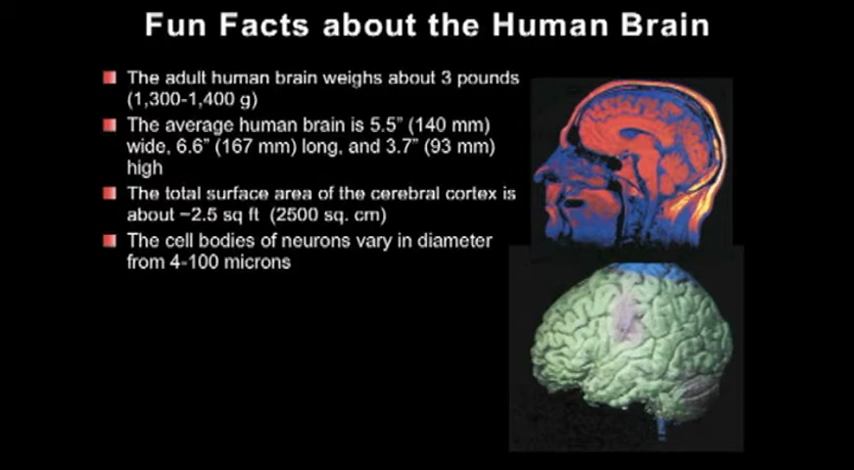 Fun Facts about the Human Brain
The adult human brain weighs about 3 pounds
(1,300-1,400 g)
The average human brain is 5.5” (140 mm)
wide, 6.6” (167 mm) long, and 3.7” (93 mm)
high
The total surface area of the cerebral cortex is
about ~2.5 sq ft (2500 sq. cm)
The cell bodies of neurons vary in diameter
from 4-100 microns